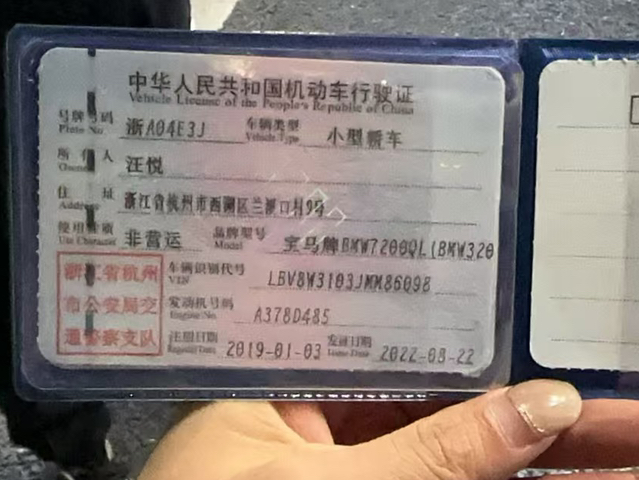 中华人民共和国机动车行驶证
Vehicle License of the People's Republic of China
号牌号码 浙A04E3J 车辆类型 小型轿车
Plate No. Vehicle Type
所有人 汪悦
Owner
住址 浙江省杭州市西湖区兰溪口村9号
Address
使用性质 非营运 品牌型号 宝马牌BMW7200QL(BMW320
Use Character Model
浙江省杭州市公安局交通警察支队
车辆识别代号 LBV8W3103JMM86098
VIN
发动机号码 A378D485
Engine No.
注册日期 2019-01-03 发证日期 2022-08-22
Register Date Issue Date